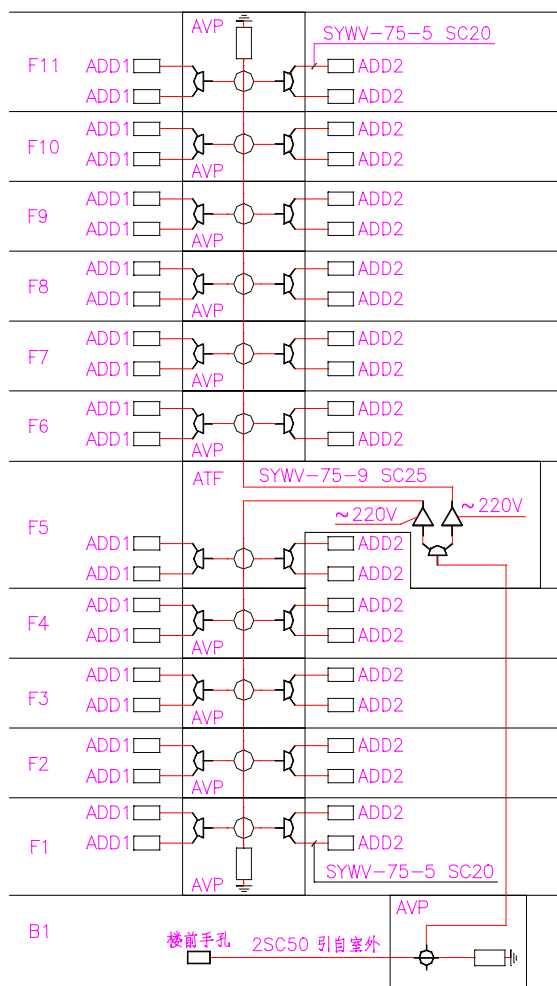 AVP
SYWV-75-5 SC20
F11 ADD1 ADD2
ADD1 ADD2
ADD1 ADD2
F10 ADD1 ADD2
AVP
ADD1 ADD2
F9 ADD1 ADD2
AVP
ADD1 ADD2
F8 ADD1 ADD2
AVP
ADD1 ADD2
F7 ADD1 ADD2
AVP
ADD1 ADD2
F6 ADD1 ADD2
AVP
ATF SYWV-75-9 SC25
~220V ~220V
F5
ADD1 ADD2
ADD1 ADD2
ADD1 ADD2
F4 ADD1 ADD2
ADD1 ADD2
F3 ADD1 ADD2
AVP
ADD1 ADD2
F2 ADD1 ADD2
AVP
ADD1 ADD2
F1 ADD1 ADD2
SYWV-75-5 SC20
AVP
AVP
B1
楼前手孔 2SC50 引自室外